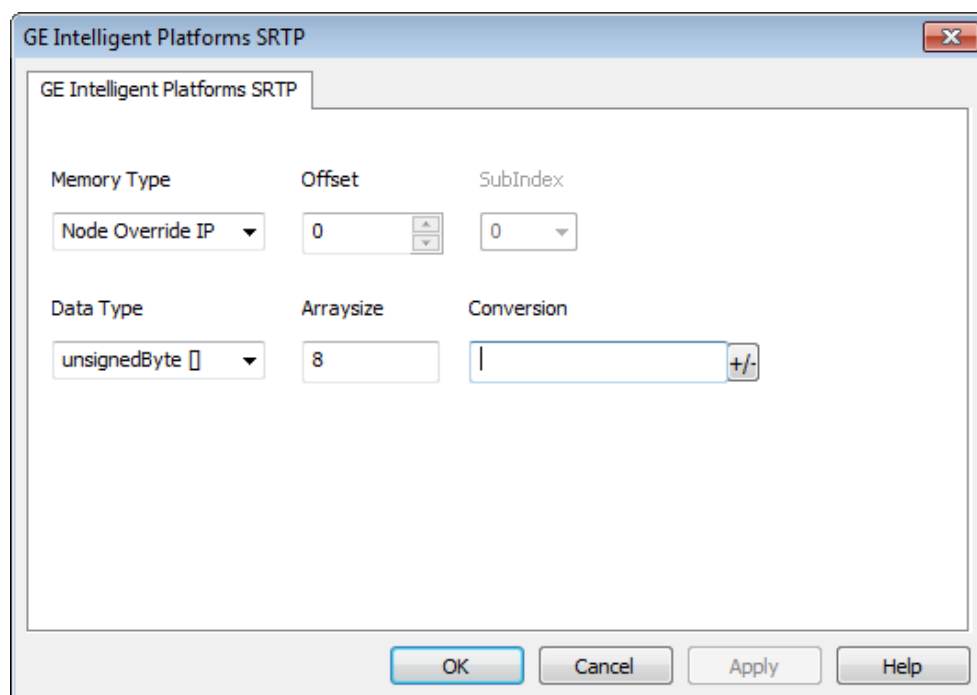 GE Intelligent Platforms SRTP
GE Intelligent Platforms SRTP
Memory Type Offset SubIndex
Node Override IP 0 0
Data Type Arraysize Conversion
unsignedByte [] 8 +/-
OK Cancel Apply Help